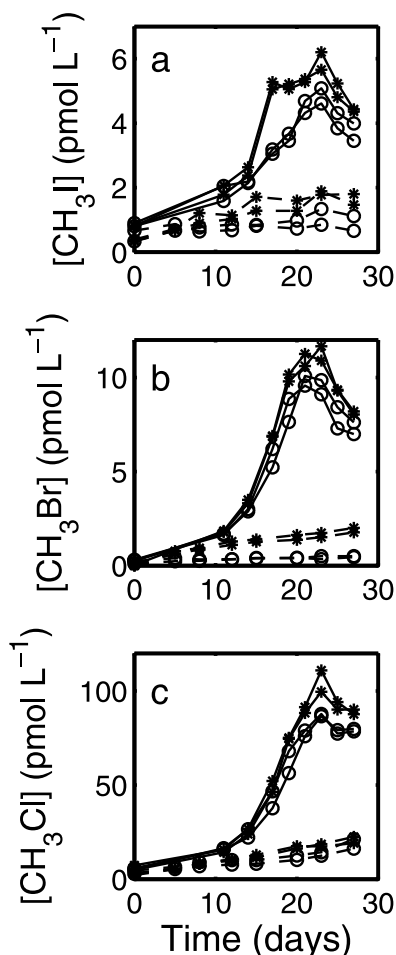 a
[CH3I] (pmol L−1)
6
4
2
0
0 10 20 30
b
[CH3Br] (pmol L−1)
10
5
0
0 10 20 30
c
[CH3Cl] (pmol L−1)
100
50
0
0 10 20 30
Time (days)